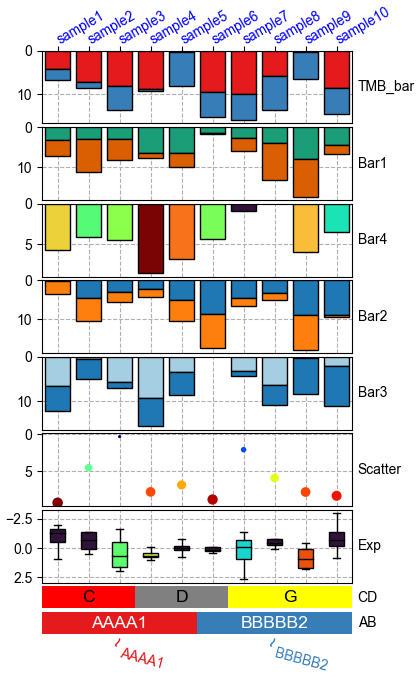 sample1 sample2 sample3 sample4 sample5 sample6 sample7 sample8 sample9 sample10
0
10
TMB_bar
0
10
Bar1
0
5
Bar4
0
10
Bar2
0
10
Bar3
0
5
Scatter
−2.5
0.0
2.5
Exp
C D G CD
AAAA1 BBBBB2 AB
AAAA1 BBBBB2